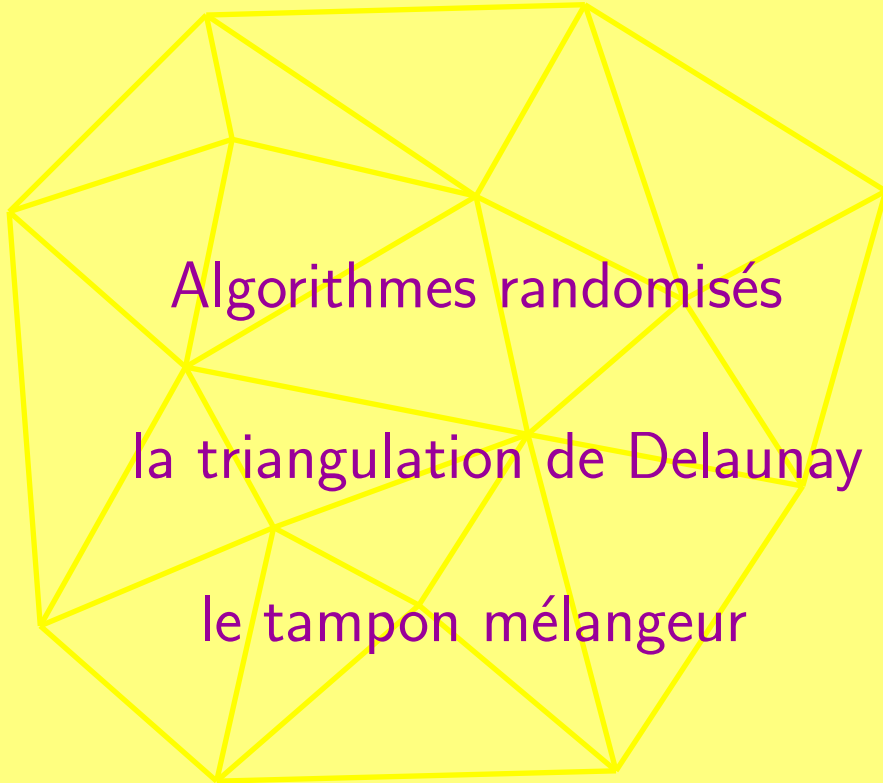 Algorithmes randomisés
la triangulation de Delaunay
le tampon mélangeur